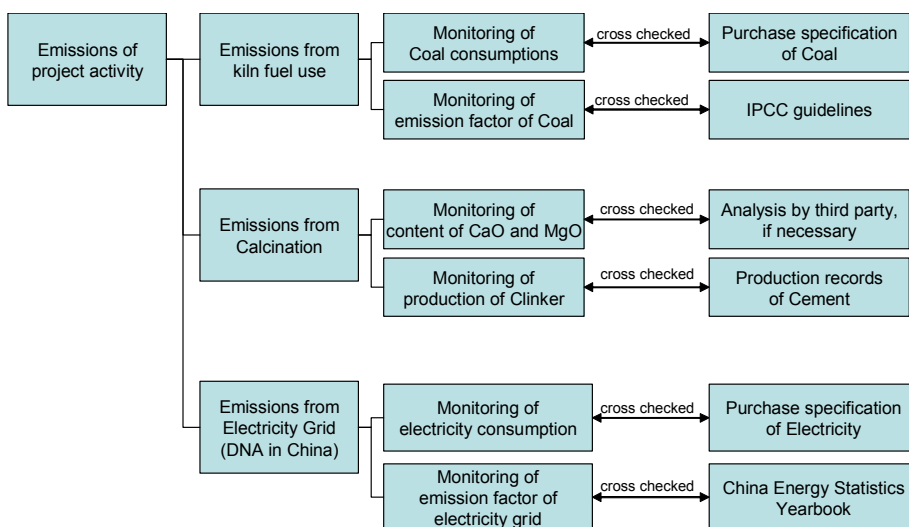 Emissions of
project activity
Emissions from
kiln fuel use
Monitoring of
Coal consumptions
cross checked
Purchase specification
of Coal
Monitoring of
emission factor of Coal
cross checked
IPCC guidelines
Emissions from
Calcination
Monitoring of
content of CaO and MgO
cross checked
Analysis by third party,
if necessary
Monitoring of
production of Clinker
cross checked
Production records
of Cement
Emissions from
Electricity Grid
(DNA in China)
Monitoring of
electricity consumption
cross checked
Purchase specification
of Electricity
Monitoring of
emission factor of
electricity grid
cross checked
China Energy Statistics
Yearbook